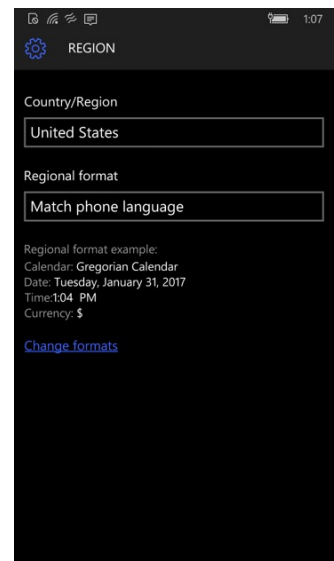 1:07
REGION
Country/Region
United States
Regional format
Match phone language
Regional format example:
Calendar: Gregorian Calendar
Date: Tuesday, January 31, 2017
Time:1:04 PM
Currency: $
Change formats